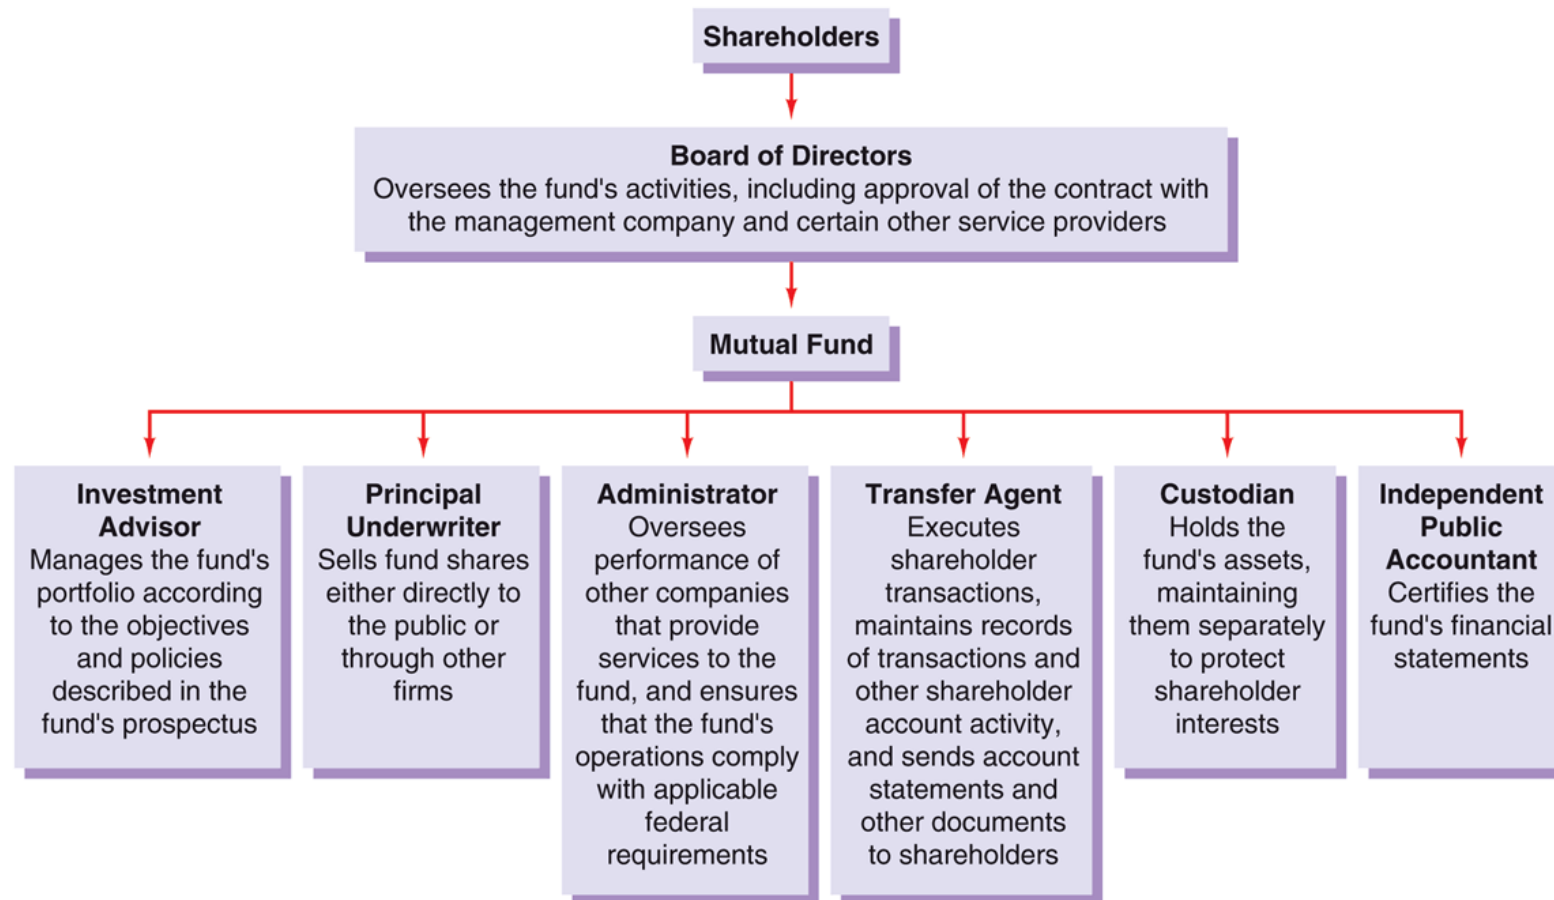 Shareholders
Board of Directors
Oversees the fund's activities, including approval of the contract with
the management company and certain other service providers
Mutual Fund
Investment
Advisor
Manages the fund's
portfolio according
to the objectives
and policies
described in the
fund's prospectus
Principal
Underwriter
Sells fund shares
either directly to
the public or
through other
firms
Administrator
Oversees
performance of
other companies
that provide
services to the
fund, and ensures
that the fund's
operations comply
with applicable
federal
requirements
Transfer Agent
Executes
shareholder
transactions,
maintains records
of transactions and
other shareholder
account activity,
and sends account
statements and
other documents
to shareholders
Custodian
Holds the
fund's assets,
maintaining
them separately
to protect
shareholder
interests
Independent
Public
Accountant
Certifies the
fund's financial
statements